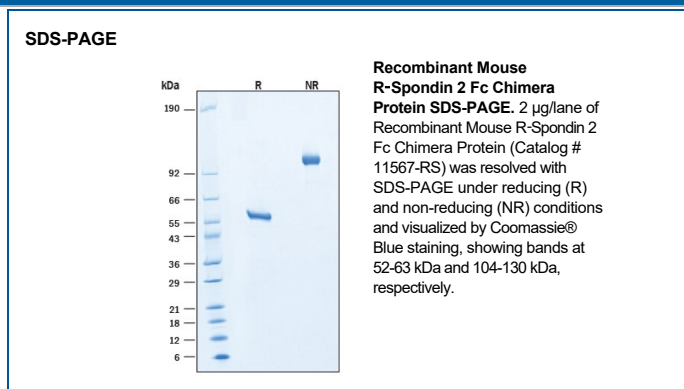 SDS-PAGE
kDa R NR
190
92
66
55
43
36
29
21
18
12
6
Recombinant Mouse
R-Spondin 2 Fc Chimera
Protein SDS-PAGE. 2 μg/lane of
Recombinant Mouse R-Spondin 2
Fc Chimera Protein (Catalog #
11567-RS) was resolved with
SDS-PAGE under reducing (R)
and non-reducing (NR) conditions
and visualized by Coomassie®
Blue staining, showing bands at
52-63 kDa and 104-130 kDa,
respectively.